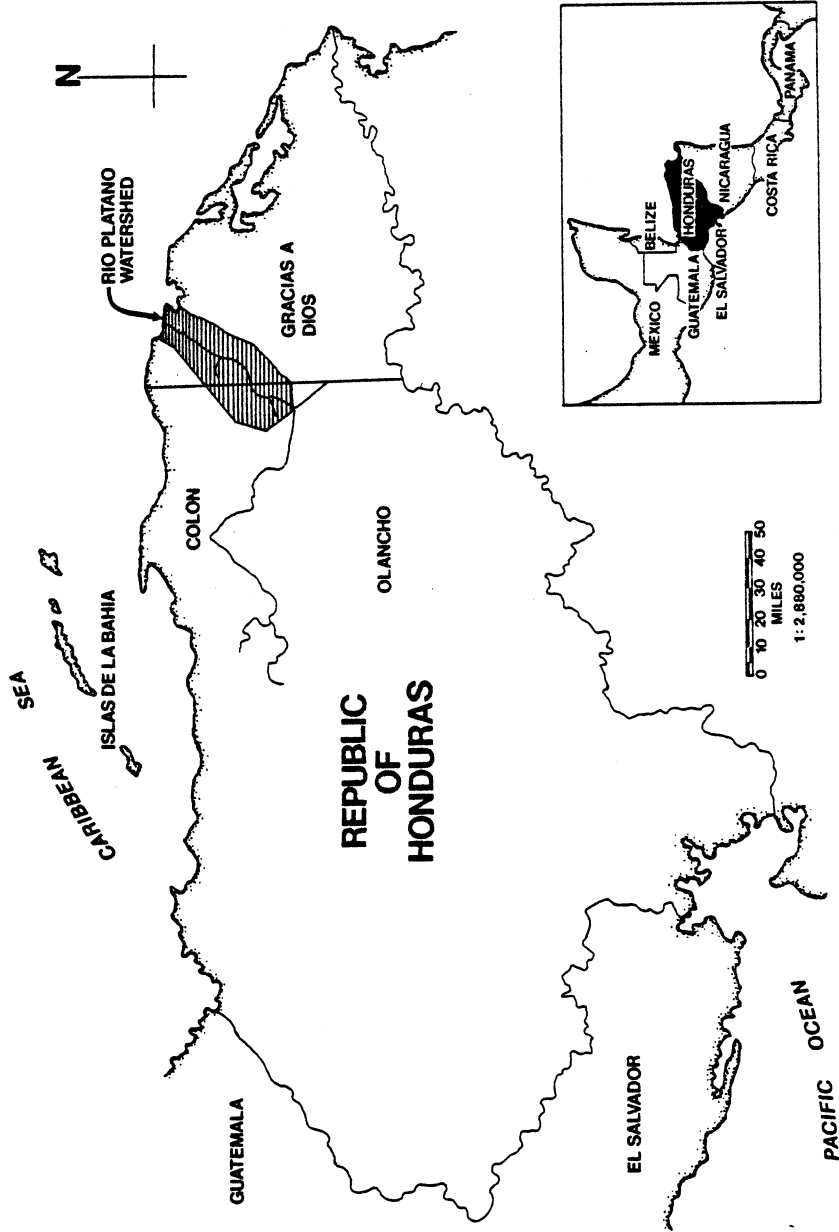 N
CARIBBEAN SEA
ISLAS DE LA BAHIA
RIO PLATANO
WATERSHED
COLON
GRACIAS A
DIOS
OLANCHO
REPUBLIC
OF
HONDURAS
GUATEMALA
EL SALVADOR
PACIFIC OCEAN
0 10 20 30 40 50
MILES
1: 2,880,000
MEXICO
BELIZE
GUATEMALA
HONDURAS
EL SALVADOR
NICARAGUA
COSTA RICA
PANAMA